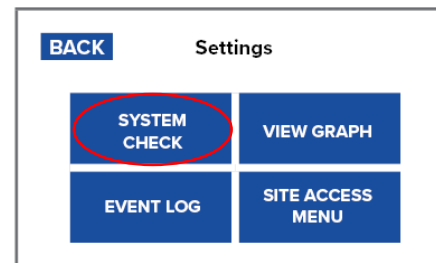 BACK Settings
SYSTEM
CHECK
VIEW GRAPH
EVENT LOG
SITE ACCESS
MENU